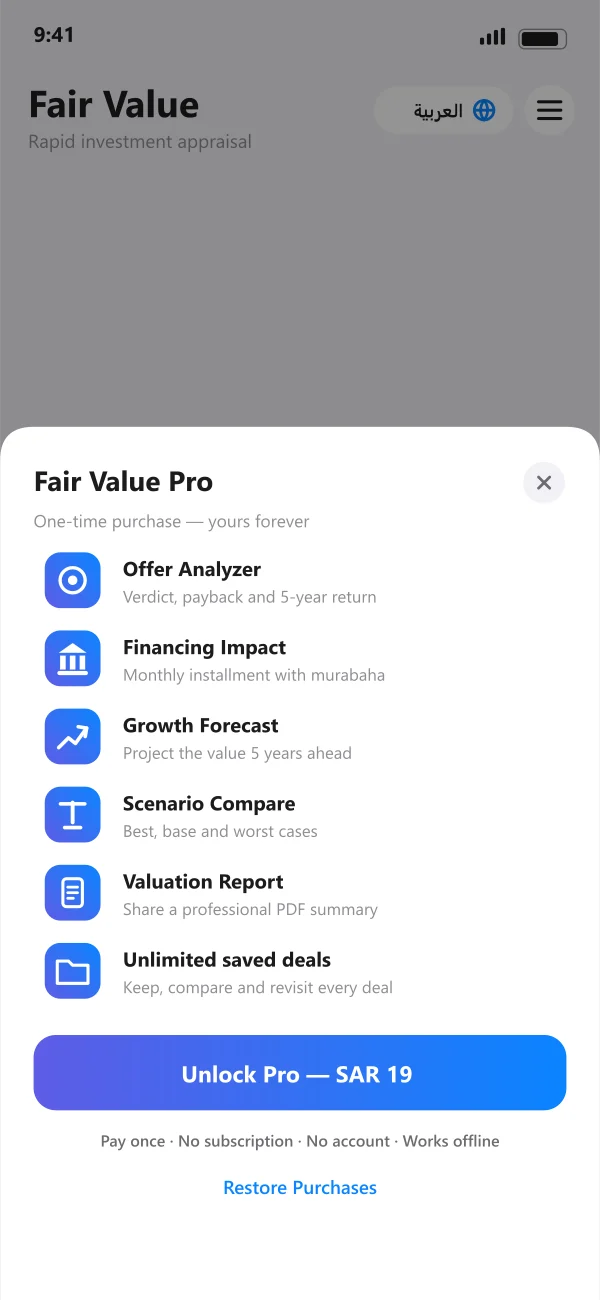 9:41
Fair Value
العربية
Rapid investment appraisal
Fair Value Pro
One-time purchase — yours forever
Offer Analyzer
Verdict, payback and 5-year return
Financing Impact
Monthly installment with murabaha
Growth Forecast
Project the value 5 years ahead
Scenario Compare
Best, base and worst cases
Valuation Report
Share a professional PDF summary
Unlimited saved deals
Keep, compare and revisit every deal
Unlock Pro — SAR 19
Pay once · No subscription · No account · Works offline
Restore Purchases